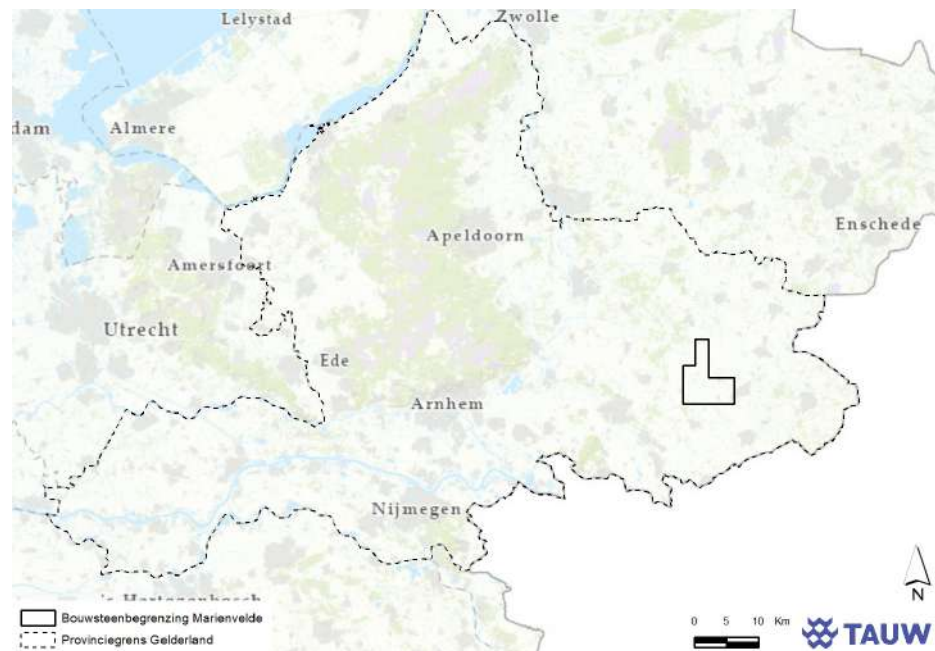 Lelystad
Zwolle
dam
Almere
Enschede
Apeldoorn
Amersfoort
Utrecht
Ede
Arnhem
Nijmegen
's Hertogenbosch
Bouwsteenbegrenzing Marienvelde
Provinciegrens Gelderland
N
0 5 10 Km
TAUW